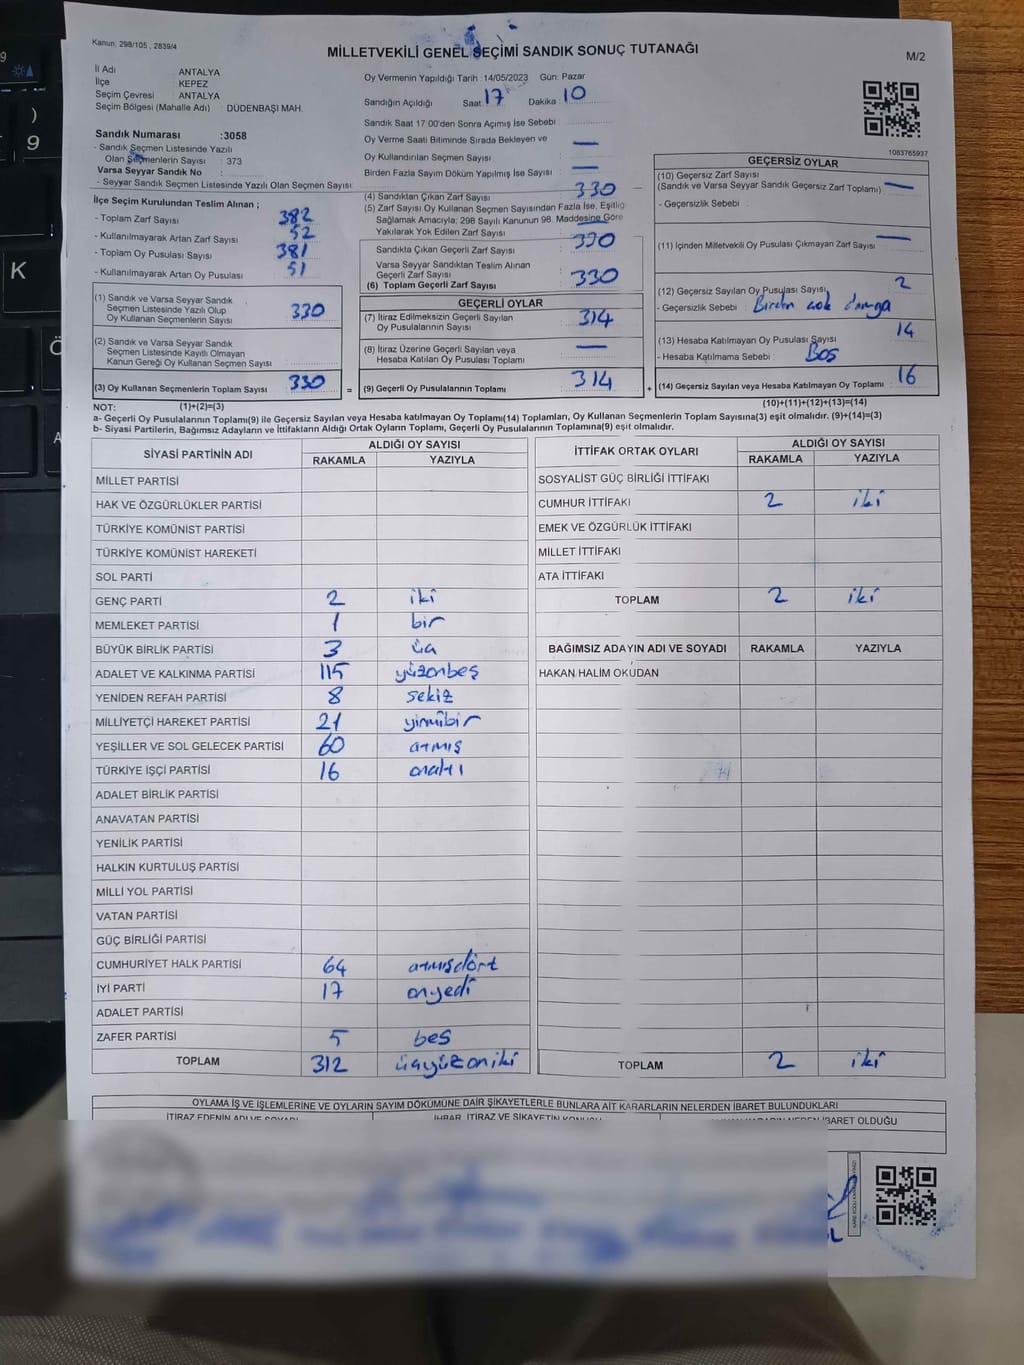 Kanun, 298/105 , 2839/4
MİLLETVEKİLİ GENEL SEÇİMİ SANDIK SONUÇ TUTANAĞI
M/2
İl Adı ANTALYA
İlçe KEPEZ
Seçim Çevresi : ANTALYA
Seçim Bölgesi (Mahalle Adı) : DÜDENBAŞI MAH.
Oy Vermenin Yapıldığı Tarih :14/05/2023 Gün: Pazar
Sandığın Açıldığı Saat: 17 Dakika: 10
Sandık Saat 17:00'den Sonra Açımış İse Sebebi :
Oy Verme Saati Bitiminde Sırada Bekleyen ve
Oy Kullandırılan Seçmen Sayısı : —
Birden Fazla Sayım Döküm Yapılmış İse Sayısı : —
1083765937
Sandık Numarası :3058
- Sandık Seçmen Listesinde Yazılı
Olan Seçmenlerin Sayısı : 373
Varsa Seyyar Sandık No :
- Seyyar Sandık Seçmen Listesinde Yazılı Olan Seçmen Sayısı:
İlçe Seçim Kurulundan Teslim Alınan ;
- Toplam Zarf Sayısı : 382
- Kullanılmayarak Artan Zarf Sayısı : 52
- Toplam Oy Pusulası Sayısı : 381
- Kullanılmayarak Artan Oy Pusulası : 51
(1) Sandık ve Varsa Seyyar Sandık
Seçmen Listesinde Yazılı Olup
Oy Kullanan Seçmenlerin Sayısı : 330
(2) Sandık ve Varsa Seyyar Sandık
Seçmen Listesinde Kayıtlı Olmayan
Kanun Gereği Oy Kullanan Seçmen Sayısı :
(3) Oy Kullanan Seçmenlerin Toplam Sayısı : 330
(1)+(2)=(3)
(4) Sandıktan Çıkan Zarf Sayısı : 330
(5) Zarf Sayısı Oy Kullanan Seçmen Sayısından Fazla İse, Eşitliği
Sağlamak Amacıyla; 298 Sayılı Kanunun 98. Maddesine Göre
Yakılarak Yok Edilen Zarf Sayısı : —
Sandıkta Çıkan Geçerli Zarf Sayısı : 330
Varsa Seyyar Sandıktan Teslim Alınan
Geçerli Zarf Sayısı :
(6) Toplam Geçerli Zarf Sayısı : 330
GEÇERLİ OYLAR
(7) İtiraz Edilmeksizin Geçerli Sayılan
Oy Pusulalarının Sayısı : 314
(8) İtiraz Üzerine Geçerli Sayılan veya
Hesaba Katılan Oy Pusulası Toplamı : —
= (9) Geçerli Oy Pusulalarının Toplamı : 314 +
GEÇERSİZ OYLAR
(10) Geçersiz Zarf Sayısı
(Sandık ve Varsa Seyyar Sandık Geçersiz Zarf Toplamı) : —
- Geçersizlik Sebebi :
(11) İçinden Milletvekili Oy Pusulası Çıkmayan Zarf Sayısı : —
(12) Geçersiz Sayılan Oy Pusulası Sayısı : 2
- Geçersizlik Sebebi : Birden çok damga
(13) Hesaba Katılmayan Oy Pusulası Sayısı : 14
- Hesaba Katılmama Sebebi : Boş
(14) Geçersiz Sayılan veya Hesaba Katılmayan Oy Toplamı : 16
(10)+(11)+(12)+(13)=(14)
NOT:
a- Geçerli Oy Pusulalarının Toplamı(9) ile Geçersiz Sayılan veya Hesaba katılmayan Oy Toplamı(14) Toplamları, Oy Kullanan Seçmenlerin Toplam Sayısına(3) eşit olmalıdır. (9)+(14)=(3)
b- Siyasi Partilerin, Bağımsız Adayların ve İttifakların Aldığı Ortak Oyların Toplamı, Geçerli Oy Pusulalarının Toplamına(9) eşit olmalıdır.
SİYASİ PARTİNİN ADI ALDIĞI OY SAYISI
RAKAMLA YAZIYLA
MİLLET PARTİSİ
HAK VE ÖZGÜRLÜKLER PARTİSİ
TÜRKİYE KOMÜNİST PARTİSİ
TÜRKİYE KOMÜNİST HAREKETİ
SOL PARTİ
GENÇ PARTİ 2 iki
MEMLEKET PARTİSİ 1 bir
BÜYÜK BİRLİK PARTİSİ 3 üç
ADALET VE KALKINMA PARTİSİ 115 yüzonbeş
YENİDEN REFAH PARTİSİ 8 sekiz
MİLLİYETÇİ HAREKET PARTİSİ 21 yirmibir
YEŞİLLER VE SOL GELECEK PARTİSİ 60 atmış
TÜRKİYE İŞÇİ PARTİSİ 16 onaltı
ADALET BİRLİK PARTİSİ
ANAVATAN PARTİSİ
YENİLİK PARTİSİ
HALKIN KURTULUŞ PARTİSİ
MİLLİ YOL PARTİSİ
VATAN PARTİSİ
GÜÇ BİRLİĞİ PARTİSİ
CUMHURİYET HALK PARTİSİ 64 atmışdört
İYİ PARTİ 17 onyedi
ADALET PARTİSİ
ZAFER PARTİSİ 5 beş
TOPLAM 312 üçyüzoniki
İTTİFAK ORTAK OYLARI ALDIĞI OY SAYISI
RAKAMLA YAZIYLA
SOSYALİST GÜÇ BİRLİĞİ İTTİFAKI
CUMHUR İTTİFAKI 2 iki
EMEK VE ÖZGÜRLÜK İTTİFAKI
MİLLET İTTİFAKI
ATA İTTİFAKI
TOPLAM 2 iki
BAĞIMSIZ ADAYIN ADI VE SOYADI RAKAMLA YAZIYLA
HAKAN HALİM OKUDAN
TOPLAM 2 iki
OYLAMA İŞ VE İŞLEMLERİNE VE OYLARIN SAYIM DÖKÜMÜNE DAİR ŞİKAYETLERLE BUNLARA AİT KARARLARIN NELERDEN İBARET BULUNDUKLARI
İTİRAZ EDENİN ADI VE SOYADI İHBAR, İTİRAZ VE ŞİKAYETİN KONUSU NEDEN İBARET OLDUĞU